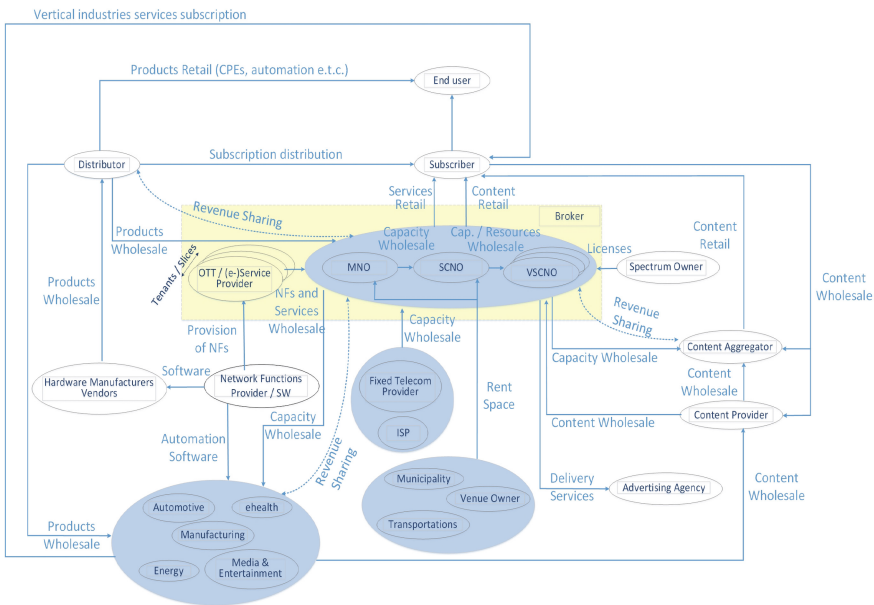 Vertical industries services subscription
Products Retail (CPEs, automation e.t.c.)
End user
Distributor
Subscription distribution
Subscriber
Services
Retail
Content
Retail
Broker
Revenue Sharing
Products
Wholesale
Capacity
Wholesale
Cap. / Resources
Wholesale
Licenses
Content
Retail
Tenants / Slices
OTT / (e-)Service
Provider
MNO
SCNO
VSCNO
Spectrum Owner
Products
Wholesale
NFs and
Services
Wholesale
Content
Wholesale
Revenue
Sharing
Provision
of NFs
Capacity
Wholesale
Capacity Wholesale
Content Aggregator
Software
Hardware Manufacturers
Vendors
Network Functions
Provider / SW
Fixed Telecom
Provider
ISP
Rent
Space
Content
Wholesale
Content Wholesale
Content Provider
Automation
Software
Capacity
Wholesale
Revenue
Sharing
Municipality
Venue Owner
Transportations
Delivery
Services
Advertising Agency
Content
Wholesale
Products
Wholesale
Automotive
ehealth
Manufacturing
Energy
Media &
Entertainment